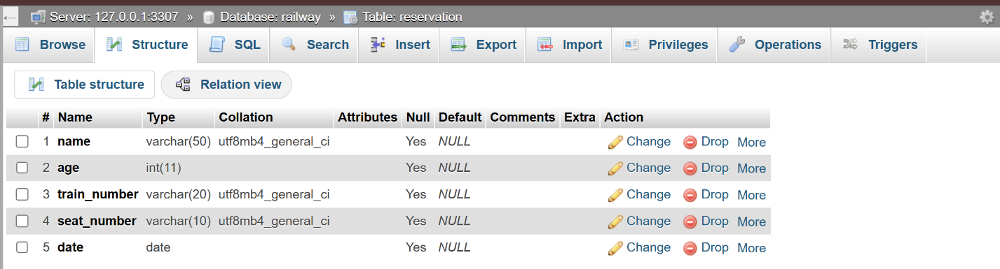 Server: 127.0.0.1:3307 » Database: railway » Table: reservation
Browse Structure SQL Search Insert Export Import Privileges Operations Triggers
Table structure Relation view
# Name Type Collation Attributes Null Default Comments Extra Action
1 name varchar(50) utf8mb4_general_ci Yes NULL Change Drop More
2 age int(11) Yes NULL Change Drop More
3 train_number varchar(20) utf8mb4_general_ci Yes NULL Change Drop More
4 seat_number varchar(10) utf8mb4_general_ci Yes NULL Change Drop More
5 date date Yes NULL Change Drop More